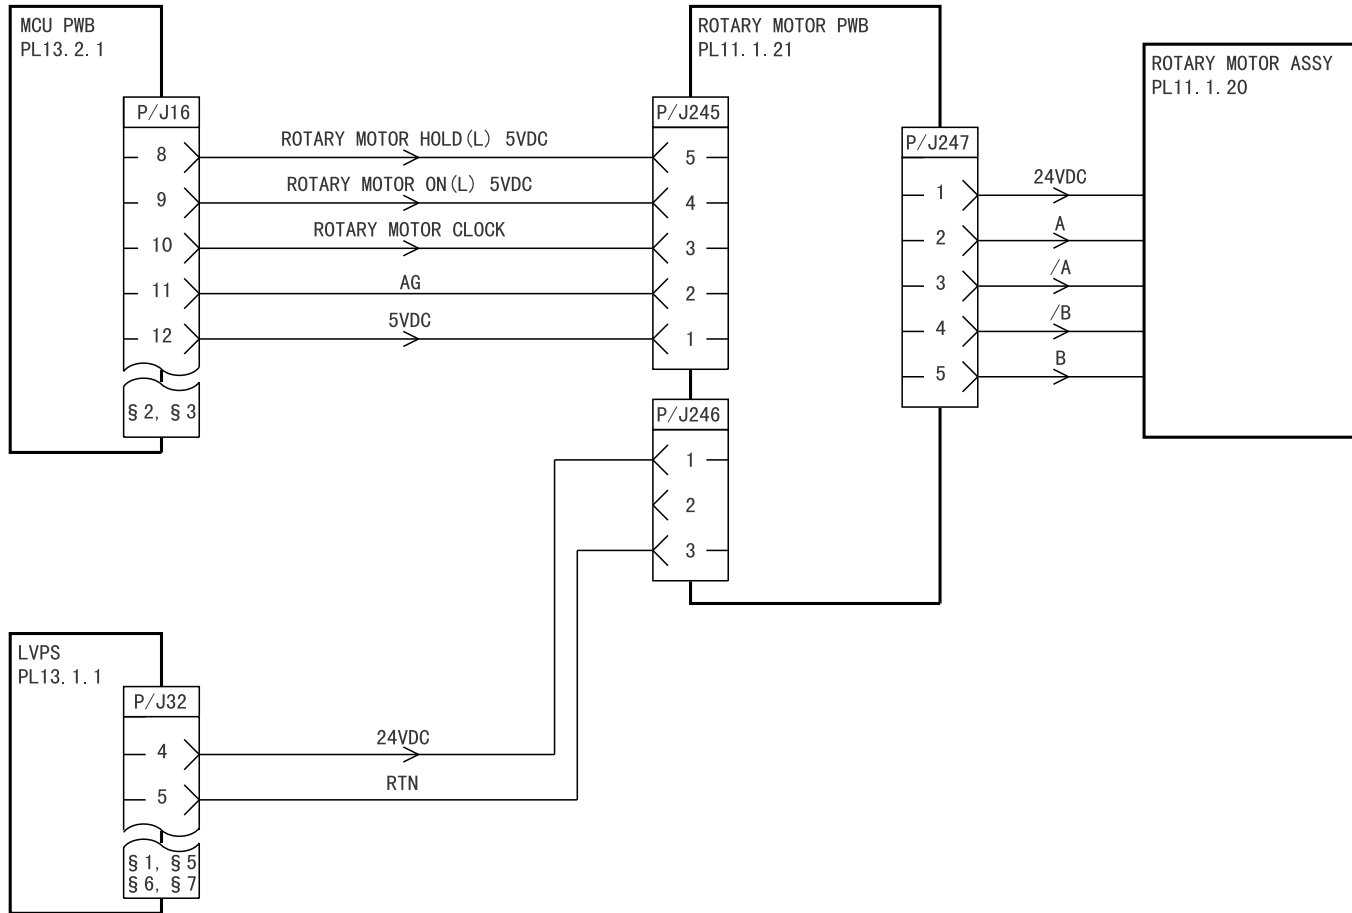 MCU PWB
PL13.2.1
P/J16
8
9
10
11
12
§2, §3
ROTARY MOTOR HOLD(L) 5VDC
ROTARY MOTOR ON(L) 5VDC
ROTARY MOTOR CLOCK
AG
5VDC
ROTARY MOTOR PWB
PL11.1.21
P/J245
5
4
3
2
1
P/J246
1
2
3
P/J247
1
2
3
4
5
24VDC
A
/A
/B
B
ROTARY MOTOR ASSY
PL11.1.20
LVPS
PL13.1.1
P/J32
4
5
§1, §5
§6, §7
24VDC
RTN